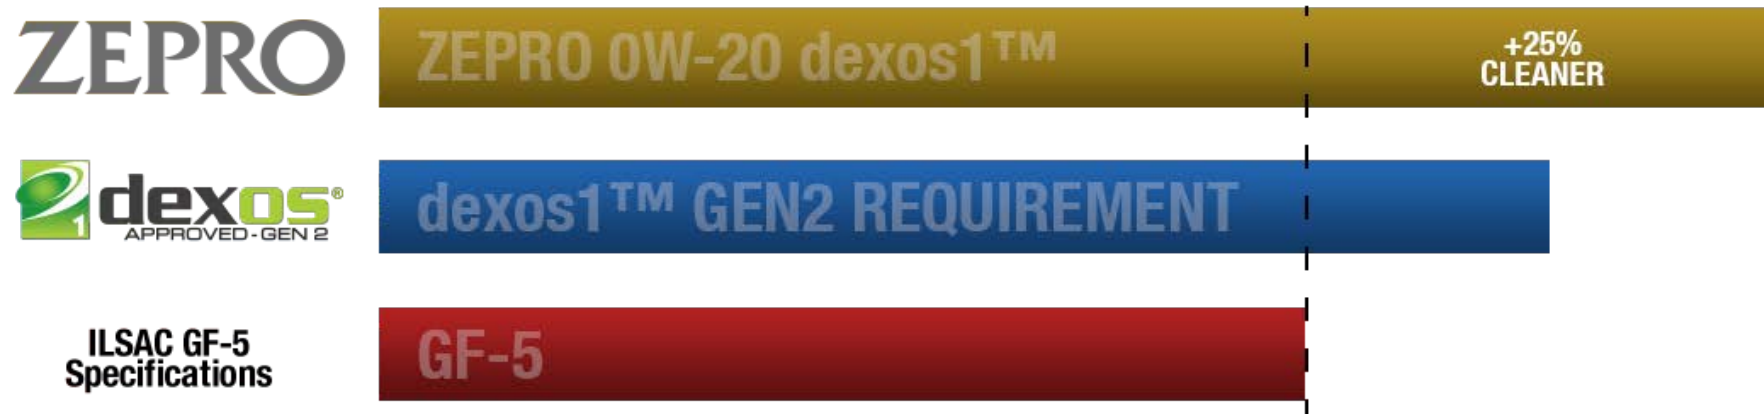 ZEPRO
ZEPRO 0W-20 dexos1™
+25%
CLEANER
1
dexos®
APPROVED-GEN 2
dexos1™ GEN2 REQUIREMENT
ILSAC GF-5
Specifications
GF-5